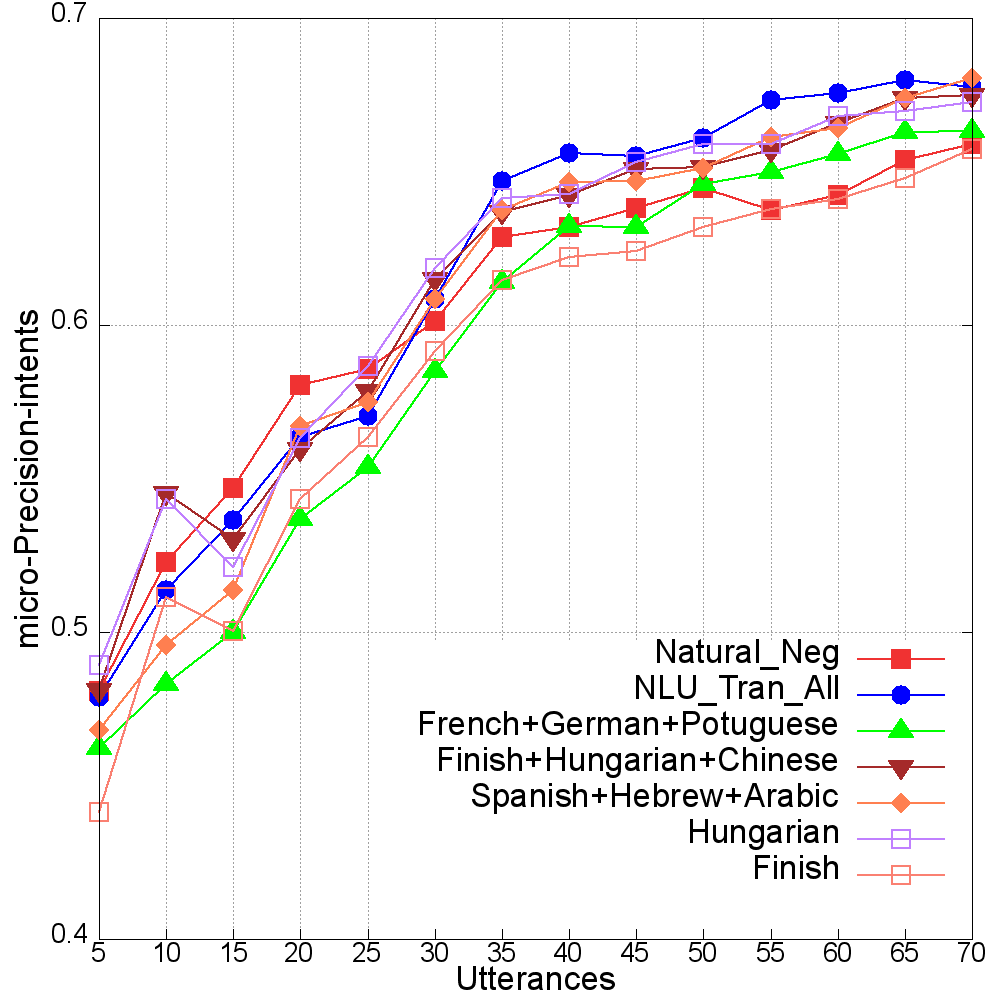 0.7
0.6
0.5
0.4
micro-Precision-intents
Natural_Neg
NLU_Tran_All
French+German+Potuguese
Finish+Hungarian+Chinese
Spanish+Hebrew+Arabic
Hungarian
Finish
5 10 15 20 25 30 35 40 45 50 55 60 65 70
Utterances